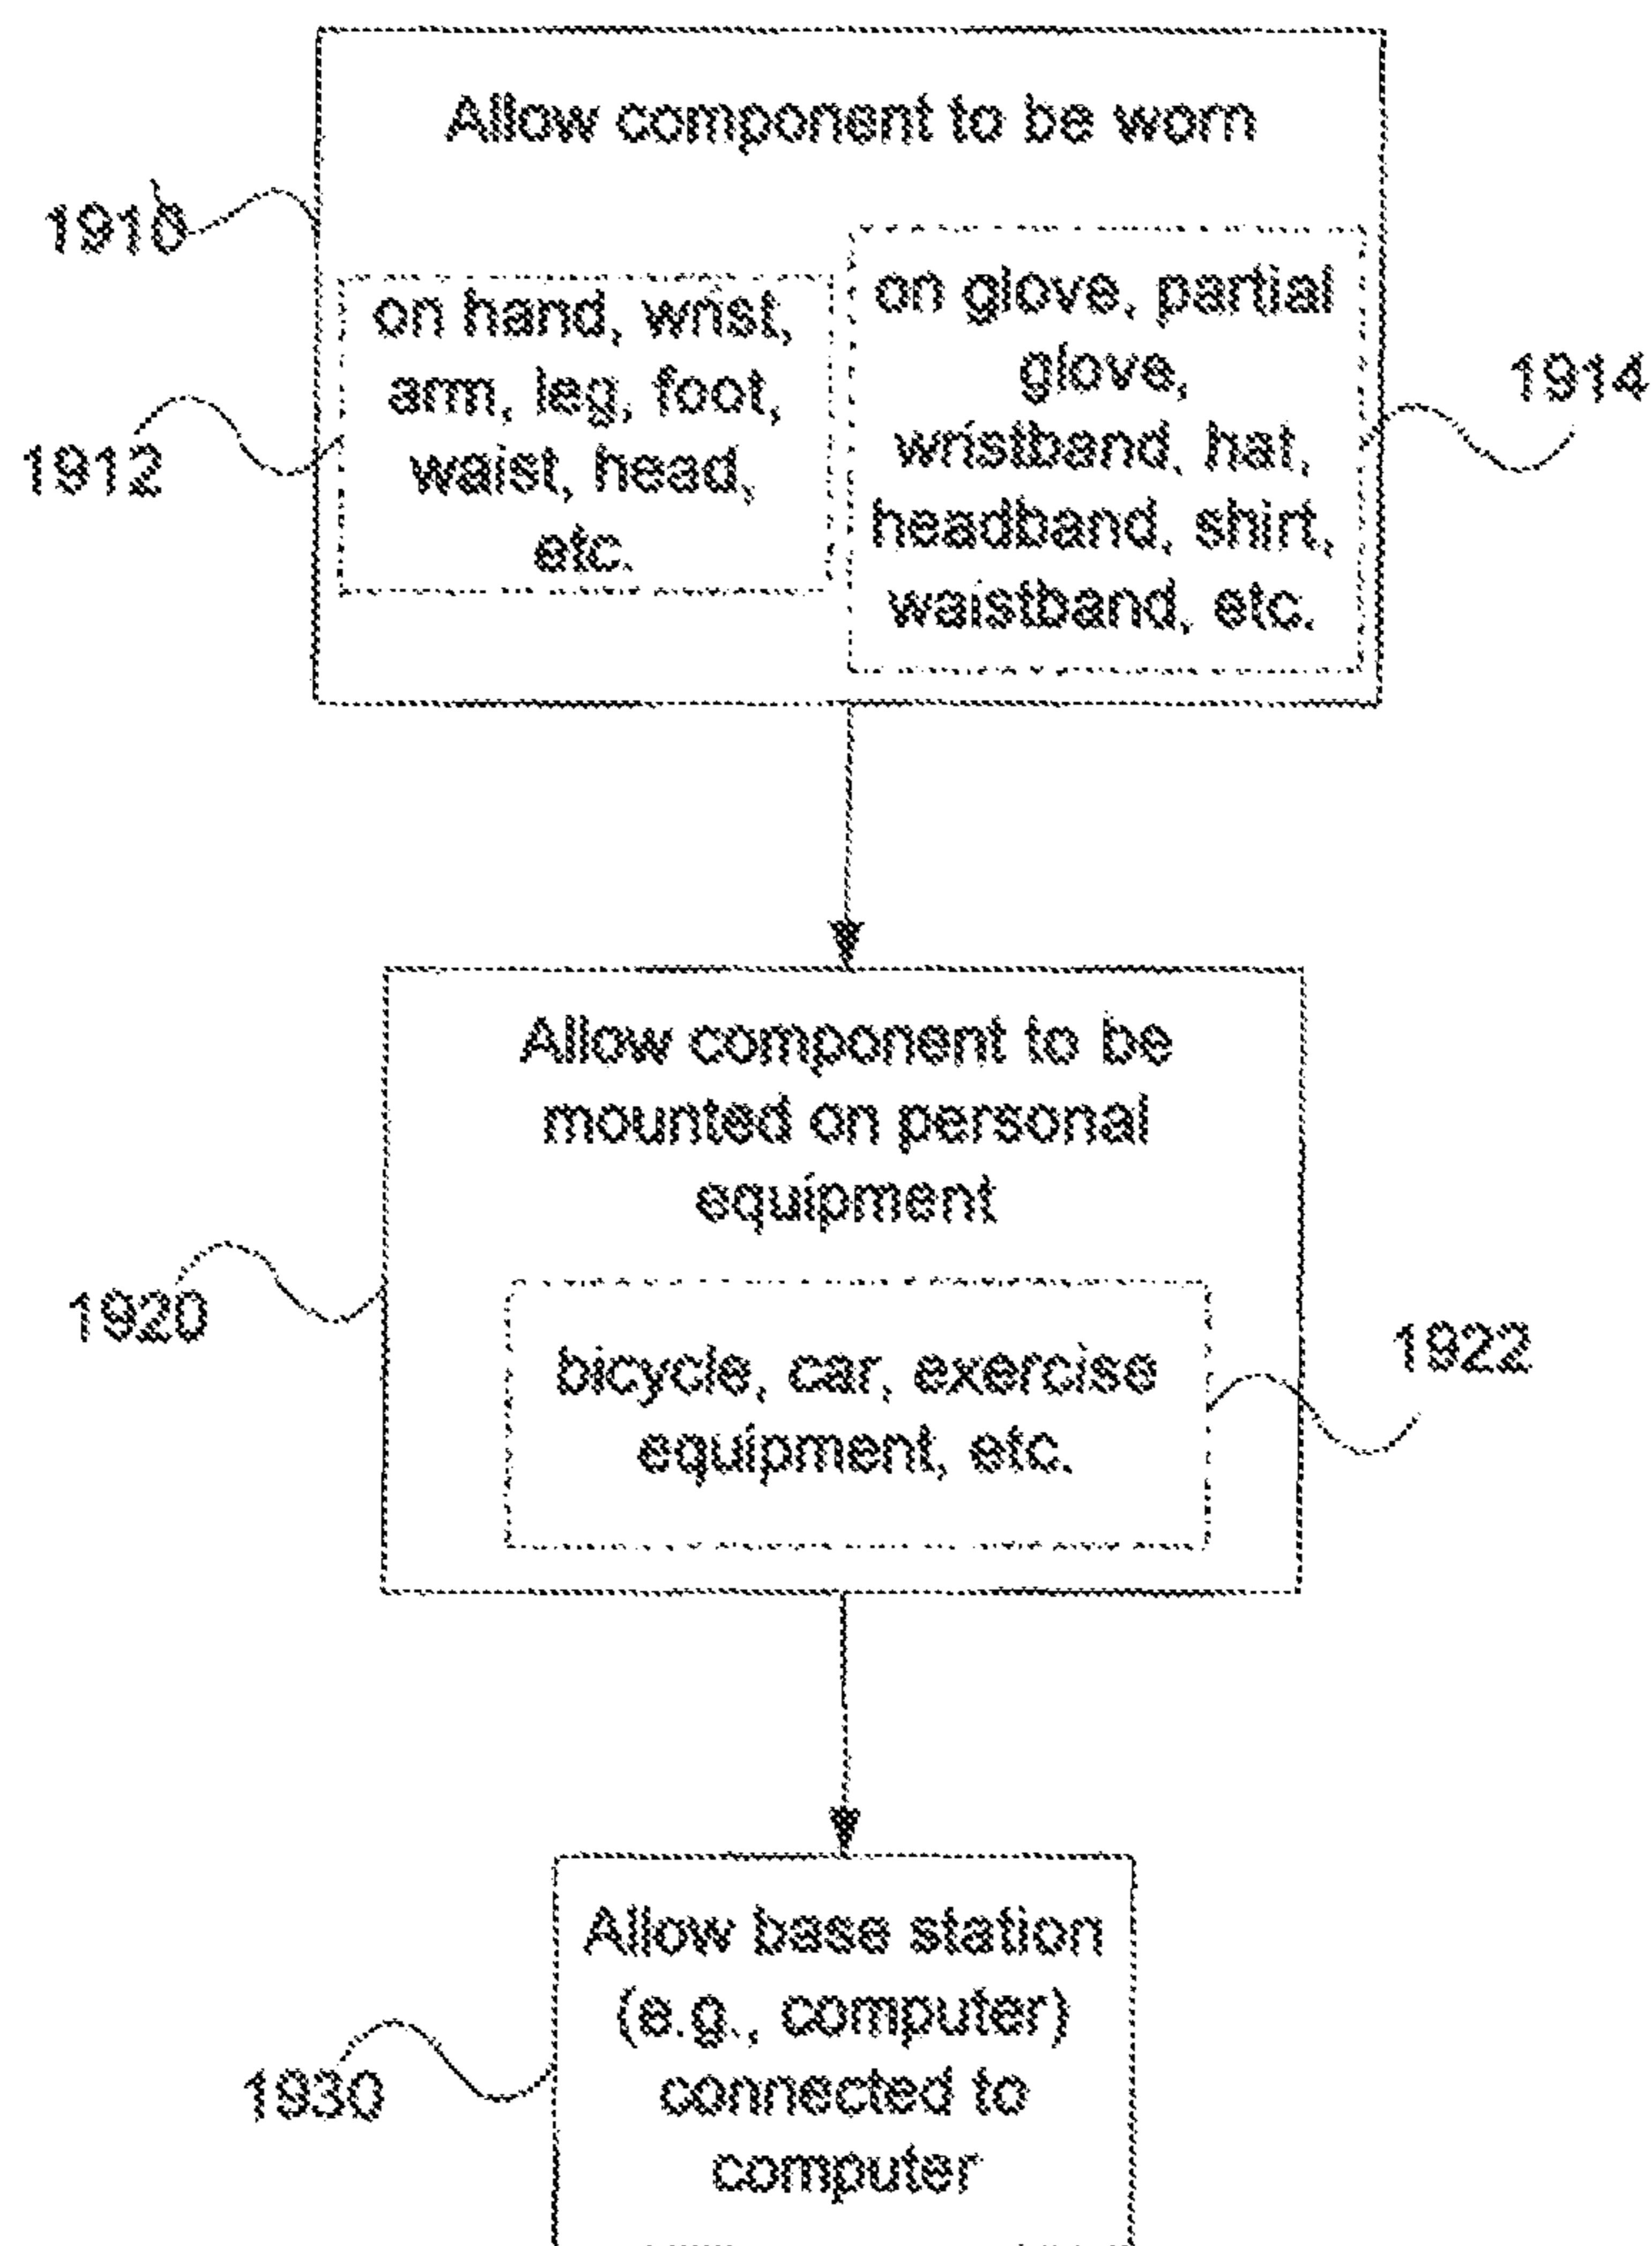 Allow component to be worn
1910
on hand, wrist,
arm, leg, foot,
waist, head,
etc.
1912
on glove, partial
glove,
wristband, hat,
headband, shirt,
waistband, etc.
1914
Allow component to be
mounted on personal
equipment
1920
bicycle, car, exercise
equipment, etc.
1922
Allow base station
(e.g., computer)
connected to
computer
1930